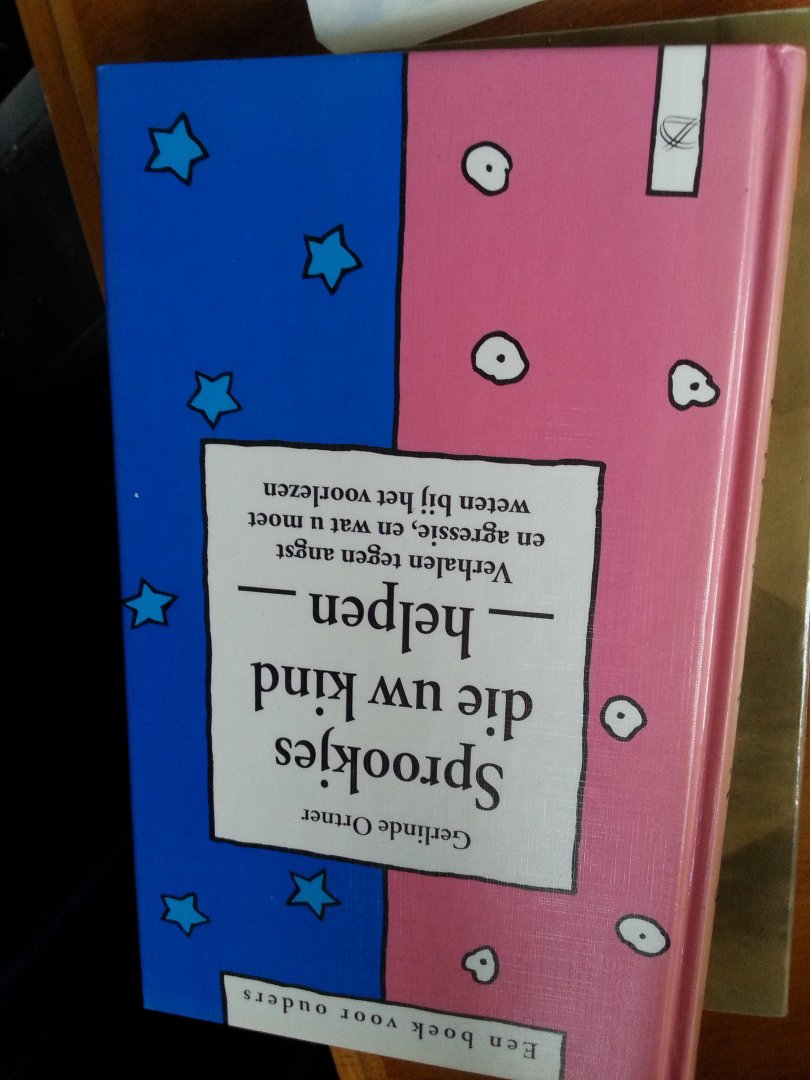 Een boek voor ouders
Gerlinde Ortner
Sprookjes
die uw kind
— helpen —
Verhalen tegen angst
en agressie, en wat u moet
weten bij het voorlezen